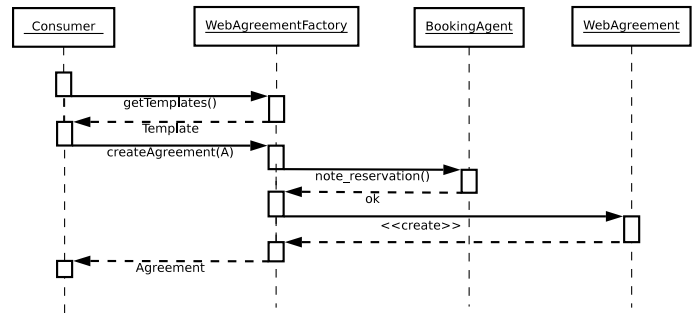 Consumer
WebAgreementFactory
BookingAgent
WebAgreement
getTemplates()
Template
createAgreement(A)
note_reservation()
ok
<<create>>
Agreement